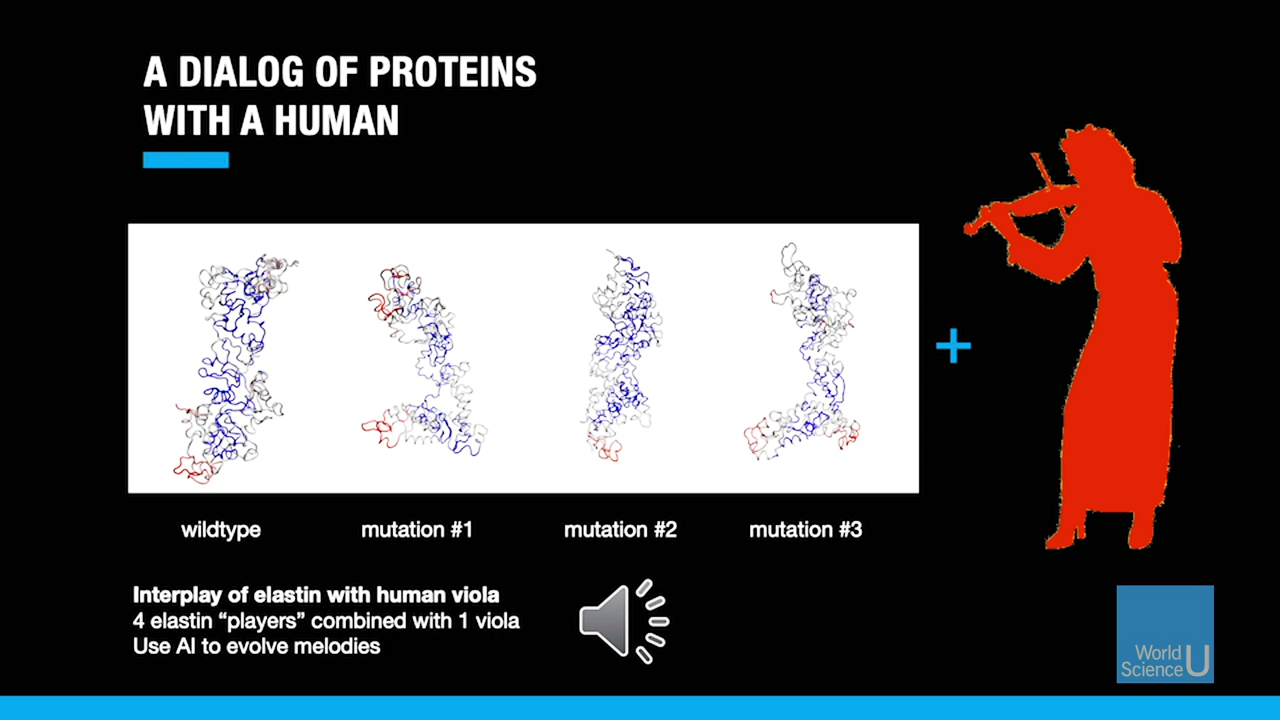 A DIALOG OF PROTEINS
WITH A HUMAN
+
wildtype
mutation #1
mutation #2
mutation #3
Interplay of elastin with human viola
4 elastin “players” combined with 1 viola
Use AI to evolve melodies
World
Science U